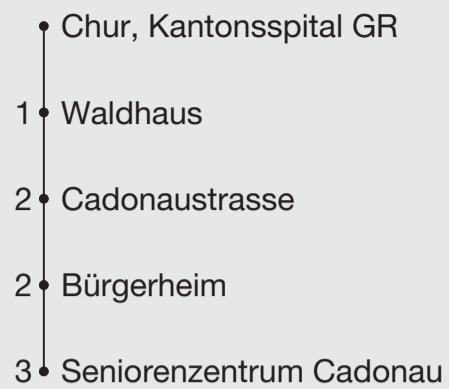 Chur, Kantonsspital GR
1 Waldhaus
2 Cadonaustrasse
2 Bürgerheim
3 Seniorenzentrum Cadonau